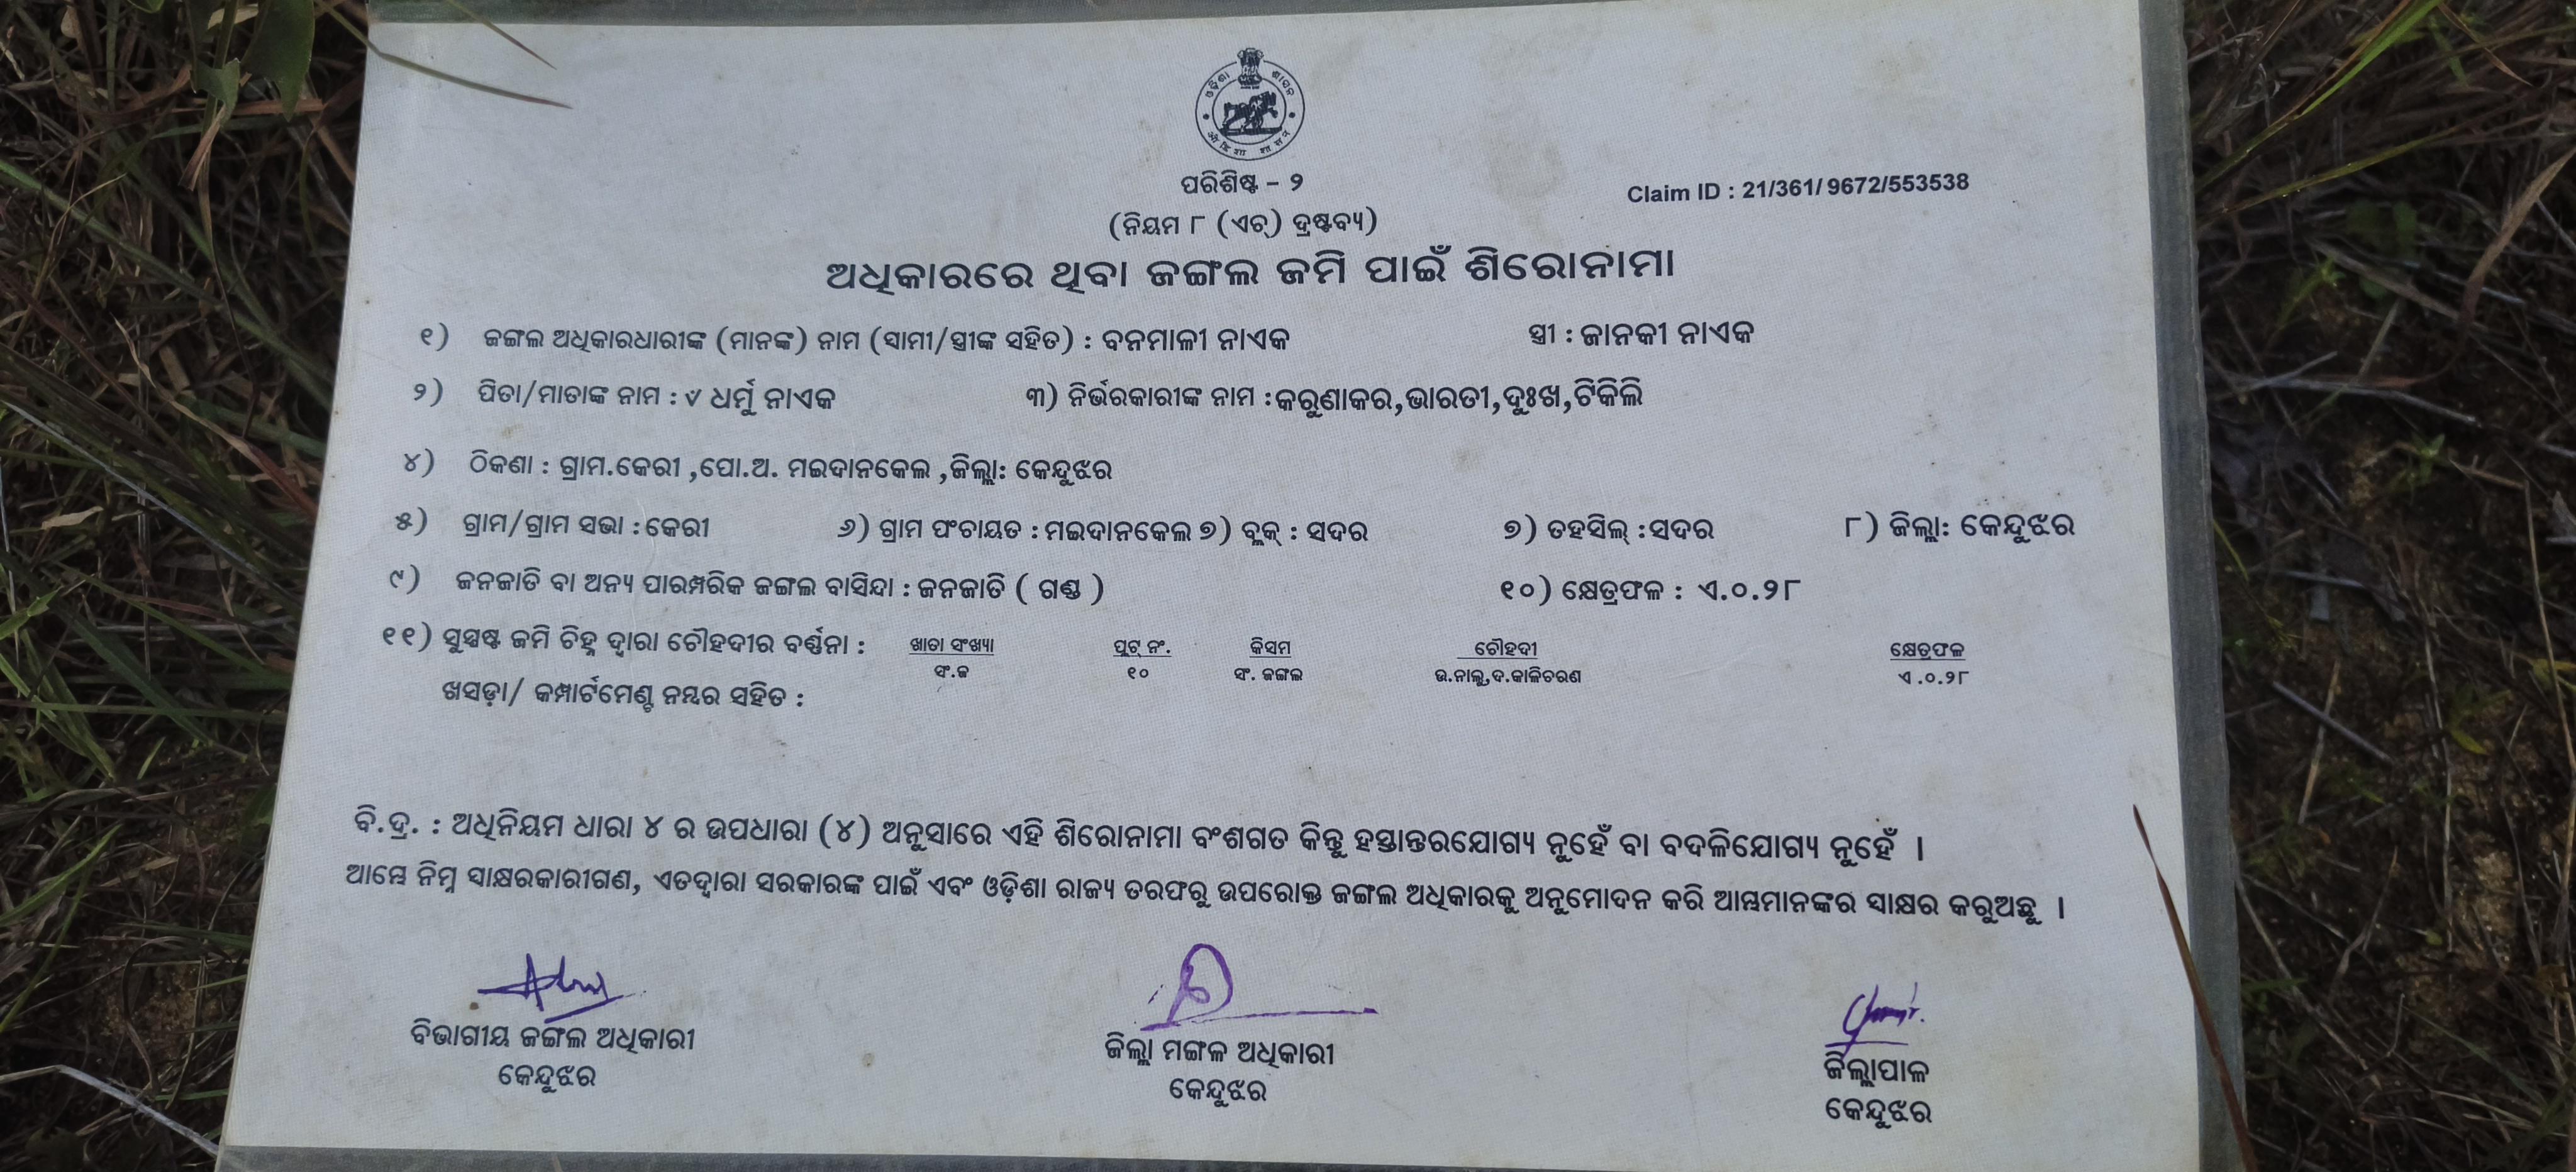 ଓଡ଼ିଶା ଶାସନ
ओडिशा शासन
ପରିଶିଷ୍ଟ - ୨
Claim ID : 21/361/ 9672/553538
(ନିୟମ ୮ (ଏଚ୍) ଦ୍ରଷ୍ଟବ୍ୟ)
ଅଧିକାରରେ ଥିବା ଜଙ୍ଗଲ ଜମି ପାଇଁ ଶିରୋନାମା
୧) ଜଙ୍ଗଲ ଅଧିକାରଧାରୀଙ୍କ (ମାନଙ୍କ) ନାମ (ସାମୀ/ସ୍ତ୍ରୀଙ୍କ ସହିତ) : ବନମାଳୀ ନାଏକ ସ୍ତ୍ରୀ : ଜାନକୀ ନାଏକ
୨) ପିତା/ମାତାଙ୍କ ନାମ : ୰ ଧର୍ମୁ ନାଏକ ୩) ନିର୍ଭରକାରୀଙ୍କ ନାମ :କରୁଣାକର,ଭାରତୀ,ଦୁଃଖ,ଟିକିଲି
୪) ଠିକଣା : ଗ୍ରାମ.କେରୀ ,ପୋ.ଅ. ମଇଦାନକେଲ ,ଜିଲ୍ଲା: କେନ୍ଦୁଝର
୫) ଗ୍ରାମ/ଗ୍ରାମ ସଭା : କେରୀ ୬) ଗ୍ରାମ ପଂଚାୟତ : ମଇଦାନକେଲ ୭) ବ୍ଲକ୍ : ସଦର ୭) ତହସିଲ୍ : ସଦର ୮) ଜିଲ୍ଲା: କେନ୍ଦୁଝର
୯) ଜନଜାତି ବା ଅନ୍ୟ ପାରମ୍ପରିକ ଜଙ୍ଗଲ ବାସିନ୍ଦା : ଜନଜାତି ( ଗଣ୍ଡ ) ୧୦) କ୍ଷେତ୍ରଫଳ : ଏ.୦.୨୮
୧୧) ସୁସ୍ପଷ୍ଟ ଜମି ଚିହ୍ନ ଦ୍ୱାରା ଚୌହଦୀର ବର୍ଣ୍ଣନା : ଖାତା ସଂଖ୍ୟା ପ୍ଲଟ୍ ନଂ. କିସମ ଚୌହଦୀ କ୍ଷେତ୍ରଫଳ
ସଂ.ଜ ୧୦ ସଂ. ଜଙ୍ଗଲ ଉ.ନାଲୁ,ଦ.କାଳିଚରଣ ଏ .୦.୨୮
ଖସଡ଼ା/ କମ୍ପାର୍ଟମେଣ୍ଟ ନମ୍ବର ସହିତ :
ବି.ଦ୍ର. : ଅଧିନିୟମ ଧାରା ୪ ର ଉପଧାରା (୪) ଅନୁସାରେ ଏହି ଶିରୋନାମା ବଂଶଗତ କିନ୍ତୁ ହସ୍ତାନ୍ତରଯୋଗ୍ୟ ନୁହେଁ ବା ବଦଳିଯୋଗ୍ୟ ନୁହେଁ ।
ଆମ୍ଭେ ନିମ୍ନ ସାକ୍ଷରକାରୀଗଣ, ଏତଦ୍ୱାରା ସରକାରଙ୍କ ପାଇଁ ଏବଂ ଓଡ଼ିଶା ରାଜ୍ୟ ତରଫରୁ ଉପରୋକ୍ତ ଜଙ୍ଗଲ ଅଧିକାରକୁ ଅନୁମୋଦନ କରି ଆମ୍ଭମାନଙ୍କର ସାକ୍ଷର କରୁଅଛୁ ।
ବିଭାଗୀୟ ଜଙ୍ଗଲ ଅଧିକାରୀ
କେନ୍ଦୁଝର
ଜିଲ୍ଲା ମଙ୍ଗଳ ଅଧିକାରୀ
କେନ୍ଦୁଝର
ଜିଲ୍ଲାପାଳ
କେନ୍ଦୁଝର